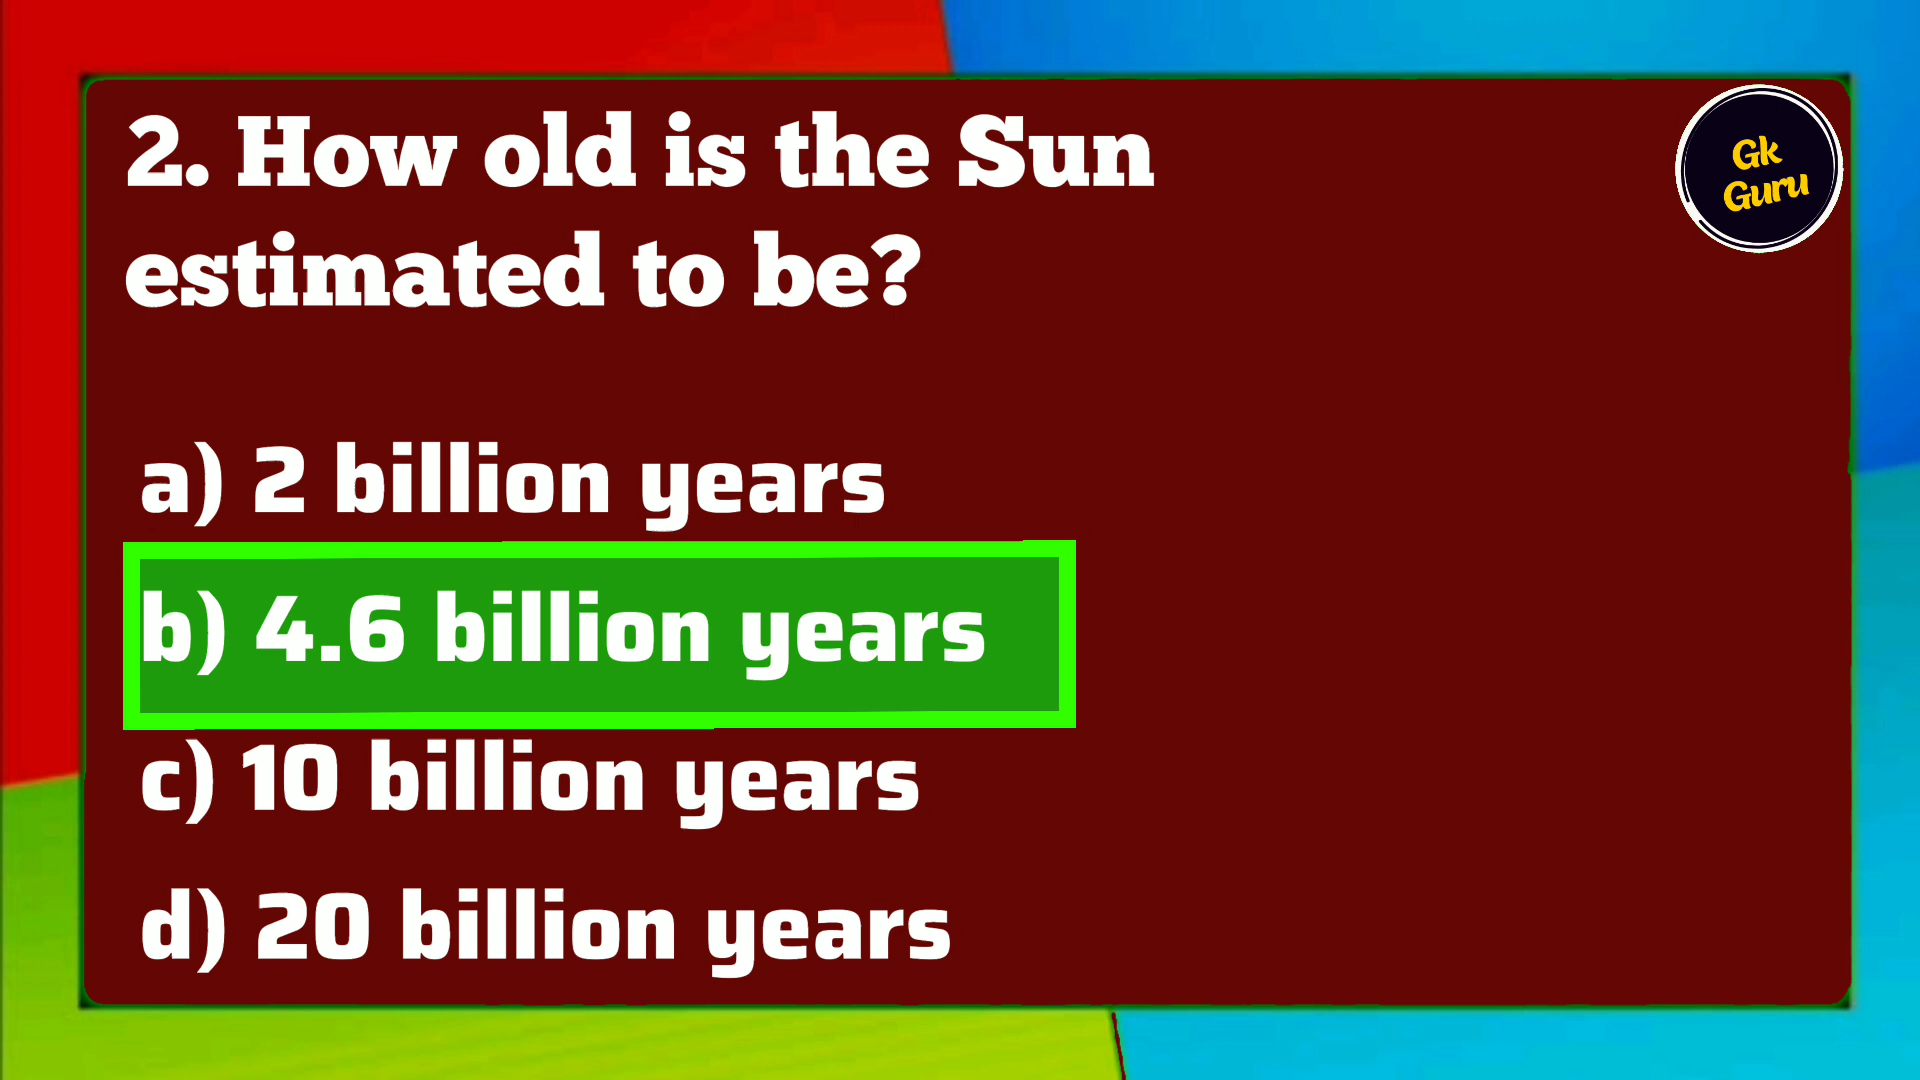 2. How old is the Sun
estimated to be?
Gk
Guru
a) 2 billion years
b) 4.6 billion years
c) 10 billion years
d) 20 billion years